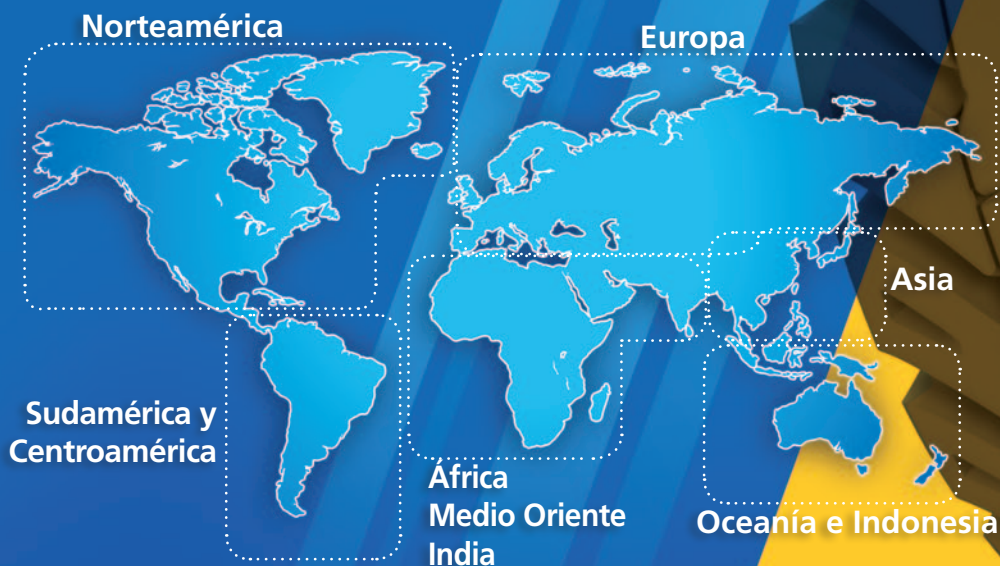 Norteamérica
Europa
Asia
Sudamérica y
Centroamérica
África
Medio Oriente
India
Oceanía e Indonesia